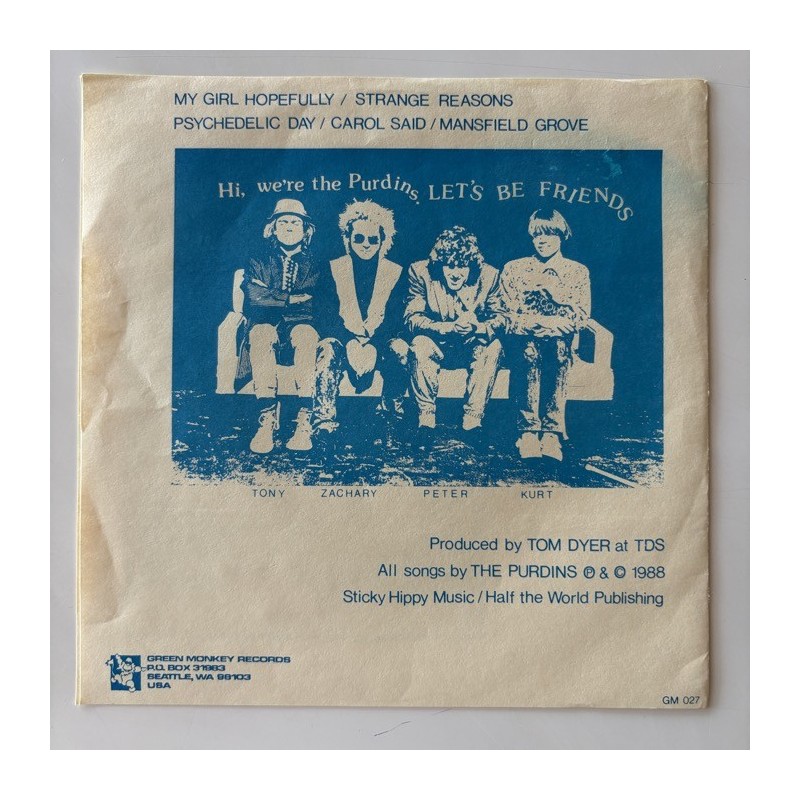 MY GIRL HOPEFULLY / STRANGE REASONS
PSYCHEDELIC DAY / CAROL SAID / MANSFIELD GROVE
Hi, we're the Purdins, LET'S BE FRIENDS
TONY ZACHARY PETER KURT
Produced by TOM DYER at TDS
All songs by THE PURDINS ℗ & © 1988
Sticky Hippy Music / Half the World Publishing
GREEN MONKEY RECORDS
P.O. BOX 31983
SEATTLE, WA 98103
USA
GM 027